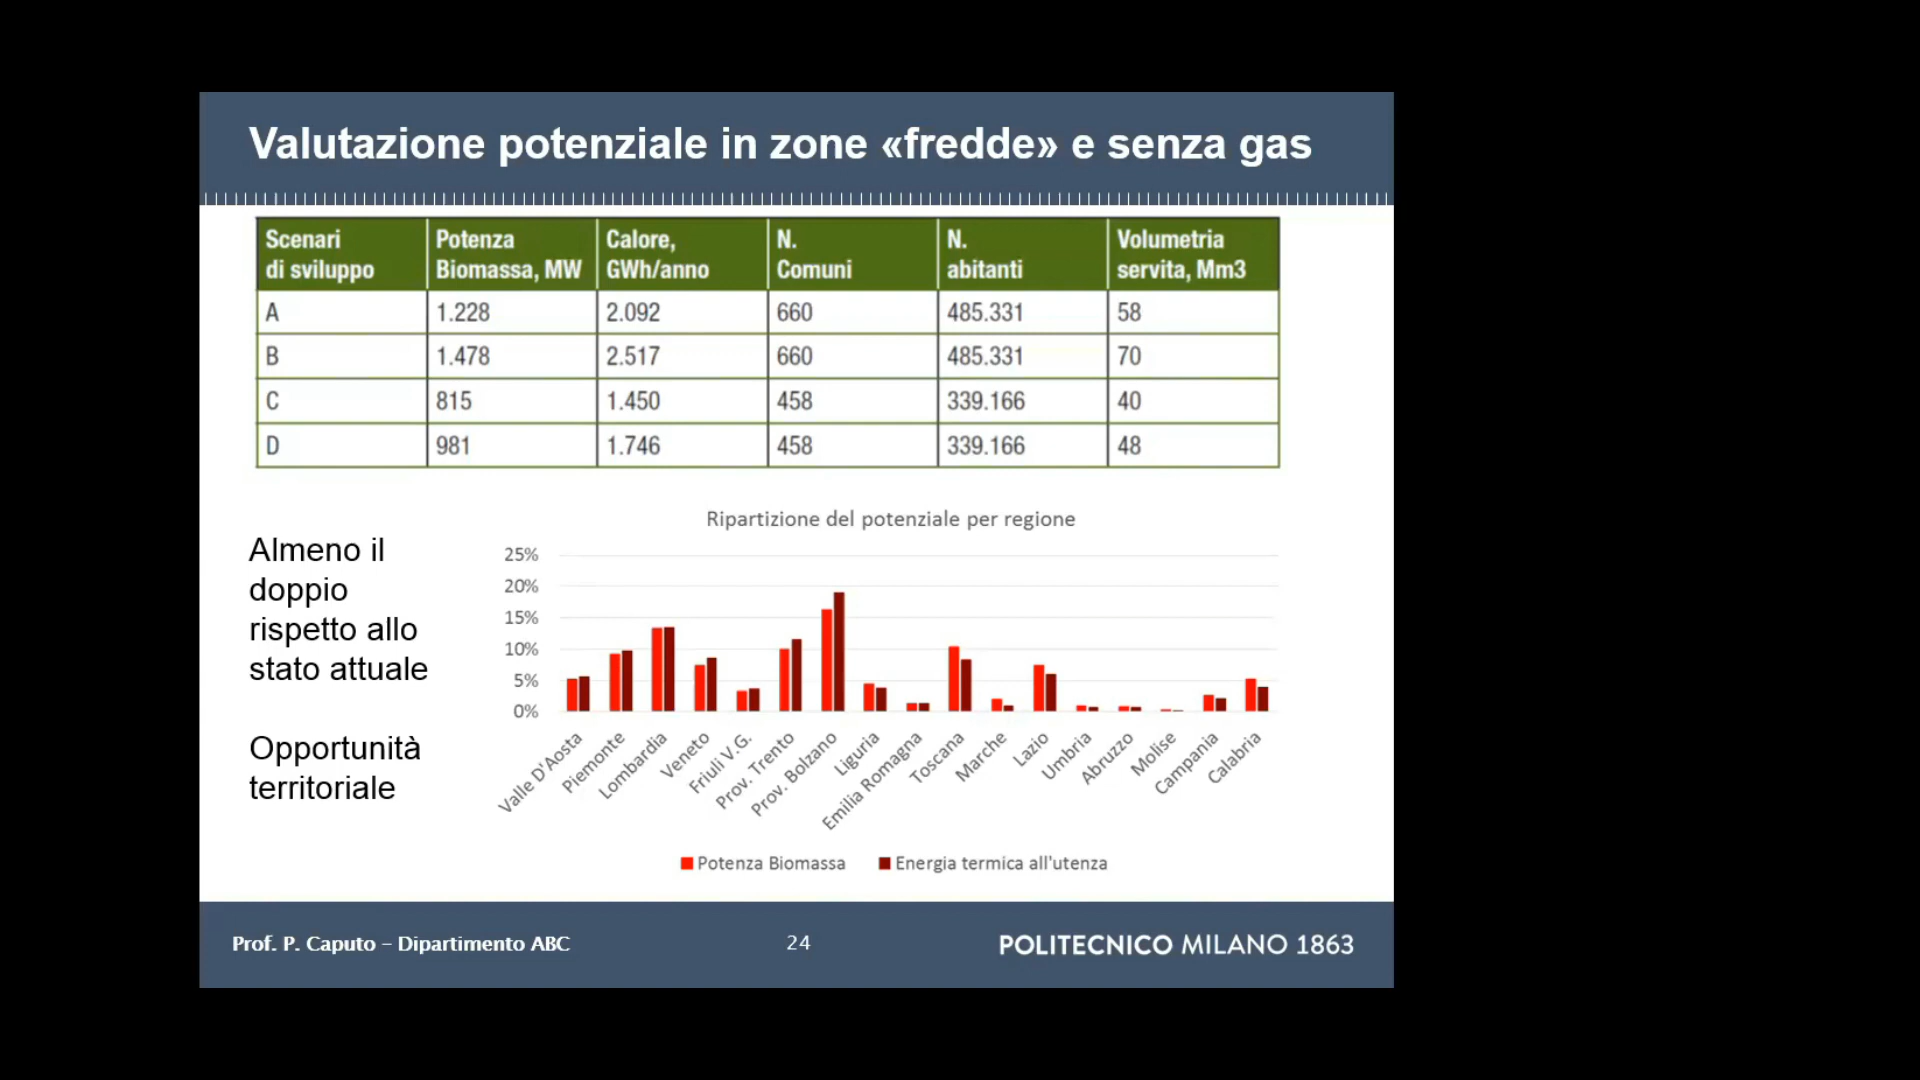 Valutazione potenziale in zone «fredde» e senza gas
Scenari di sviluppo Potenza Biomassa, MW Calore, GWh/anno N. Comuni N. abitanti Volumetria servita, Mm3
A 1.228 2.092 660 485.331 58
B 1.478 2.517 660 485.331 70
C 815 1.450 458 339.166 40
D 981 1.746 458 339.166 48
Almeno il
doppio
rispetto allo
stato attuale
Opportunità
territoriale
Ripartizione del potenziale per regione
25%
20%
15%
10%
5%
0%
Valle D'Aosta
Piemonte
Lombardia
Veneto
Friuli V.G.
Prov. Trento
Prov. Bolzano
Liguria
Emilia Romagna
Toscana
Marche
Lazio
Umbria
Abruzzo
Molise
Campania
Calabria
Potenza Biomassa Energia termica all'utenza
Prof. P. Caputo – Dipartimento ABC 24 POLITECNICO MILANO 1863